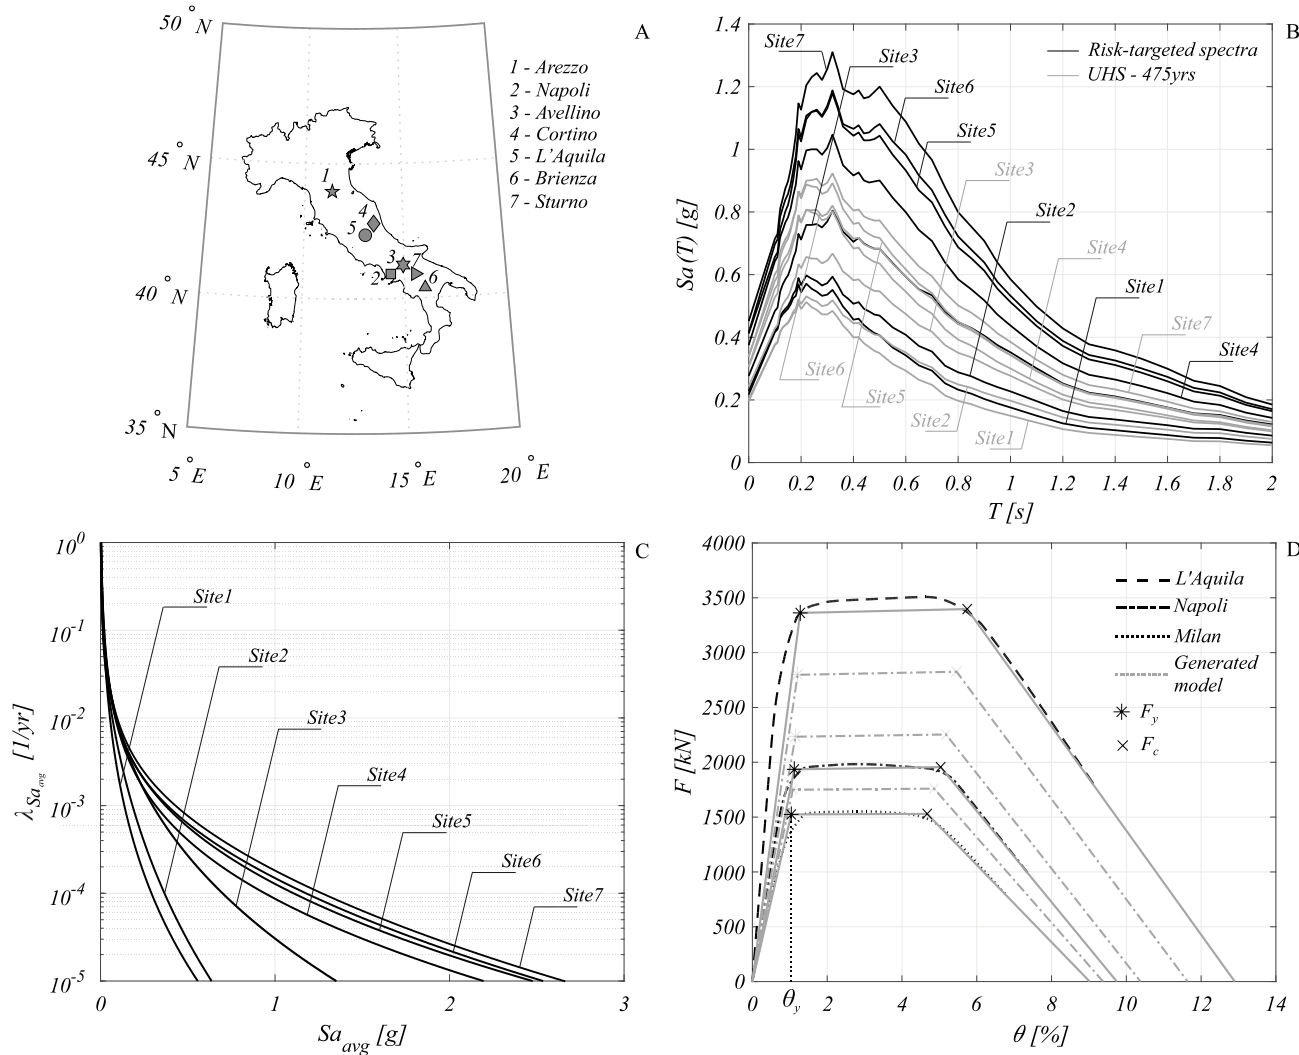 A
50° N
45° N
40° N
35° N
5° E
10° E
15° E
20° E
1 - Arezzo
2 - Napoli
3 - Avellino
4 - Cortino
5 - L'Aquila
6 - Brienza
7 - Sturno
1
4
5
3
7
2
6
B
1.4
1.2
1
0.8
0.6
0.4
0.2
0
Sa(T) [g]
Site7
Site3
Risk-targeted spectra
UHS - 475yrs
Site6
Site5
Site3
Site2
Site4
Site1
Site7
Site4
Site6
Site5
Site2
Site1
0 0.2 0.4 0.6 0.8 1 1.2 1.4 1.6 1.8 2
T [s]
C
10^0
10^-1
10^-2
10^-3
10^-4
10^-5
λ_Sa_avg [1/yr]
Site1
Site2
Site3
Site4
Site5
Site6
Site7
0 1 2 3
Sa_avg [g]
D
4000
3500
3000
2500
2000
1500
1000
500
0
F [kN]
L'Aquila
Napoli
Milan
Generated
model
F_y
F_c
0 θ_y 2 4 6 8 10 12 14
θ [%]